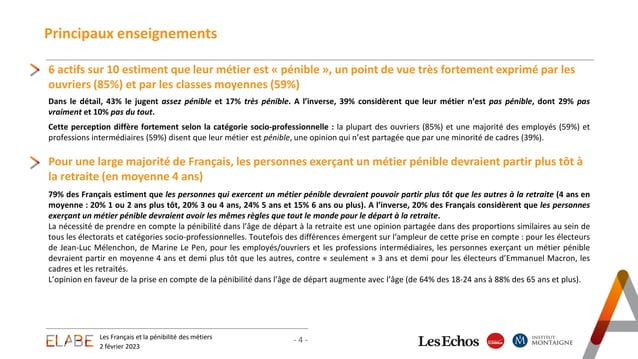 Principaux enseignements
6 actifs sur 10 estiment que leur métier est « pénible », un point de vue très fortement exprimé par les
ouvriers (85%) et par les classes moyennes (59%)
Dans le détail, 43% le jugent assez pénible et 17% très pénible. A l'inverse, 39% considèrent que leur métier n'est pas pénible, dont 29% pas
vraiment et 10% pas du tout.
Cette perception diffère fortement selon la catégorie socio-professionnelle : la plupart des ouvriers (85%) et une majorité des employés (59%) et
professions intermédiaires (59%) disent que leur métier est pénible, une opinion qui n'est partagée que par une minorité de cadres (39%).
Pour une large majorité de Français, les personnes exerçant un métier pénible devraient partir plus tôt à
la retraite (en moyenne 4 ans)
79% des Français estiment que les personnes qui exercent un métier pénible devraient pouvoir partir plus tôt que les autres à la retraite (4 ans en
moyenne : 20% 1 ou 2 ans plus tôt, 20% 3 ou 4 ans, 24% 5 ans et 15% 6 ans ou plus). A l'inverse, 20% des Français considèrent que les personnes
exerçant un métier pénible devraient avoir les mêmes règles que tout le monde pour le départ à la retraite.
La nécessité de prendre en compte la pénibilité dans l'âge de départ à la retraite est une opinion partagée dans des proportions similaires au sein de
tous les électorats et catégories socio-professionnelles. Toutefois des différences émergent sur l'ampleur de cette prise en compte : pour les électeurs
de Jean-Luc Mélenchon, de Marine Le Pen, pour les employés/ouvriers et les professions intermédiaires, les personnes exerçant un métier pénible
devraient partir en moyenne 4 ans et demi plus tôt que les autres, contre « seulement » 3 ans et demi pour les électeurs d'Emmanuel Macron, les
cadres et les retraités.
L'opinion en faveur de la prise en compte de la pénibilité dans l'âge de départ augmente avec l'âge (de 64% des 18-24 ans à 88% des 65 ans et plus).
ELABE
Les Français et la pénibilité des métiers
2 février 2023
- 4 -
Les Echos
INSTITUT
MONTAIGNE